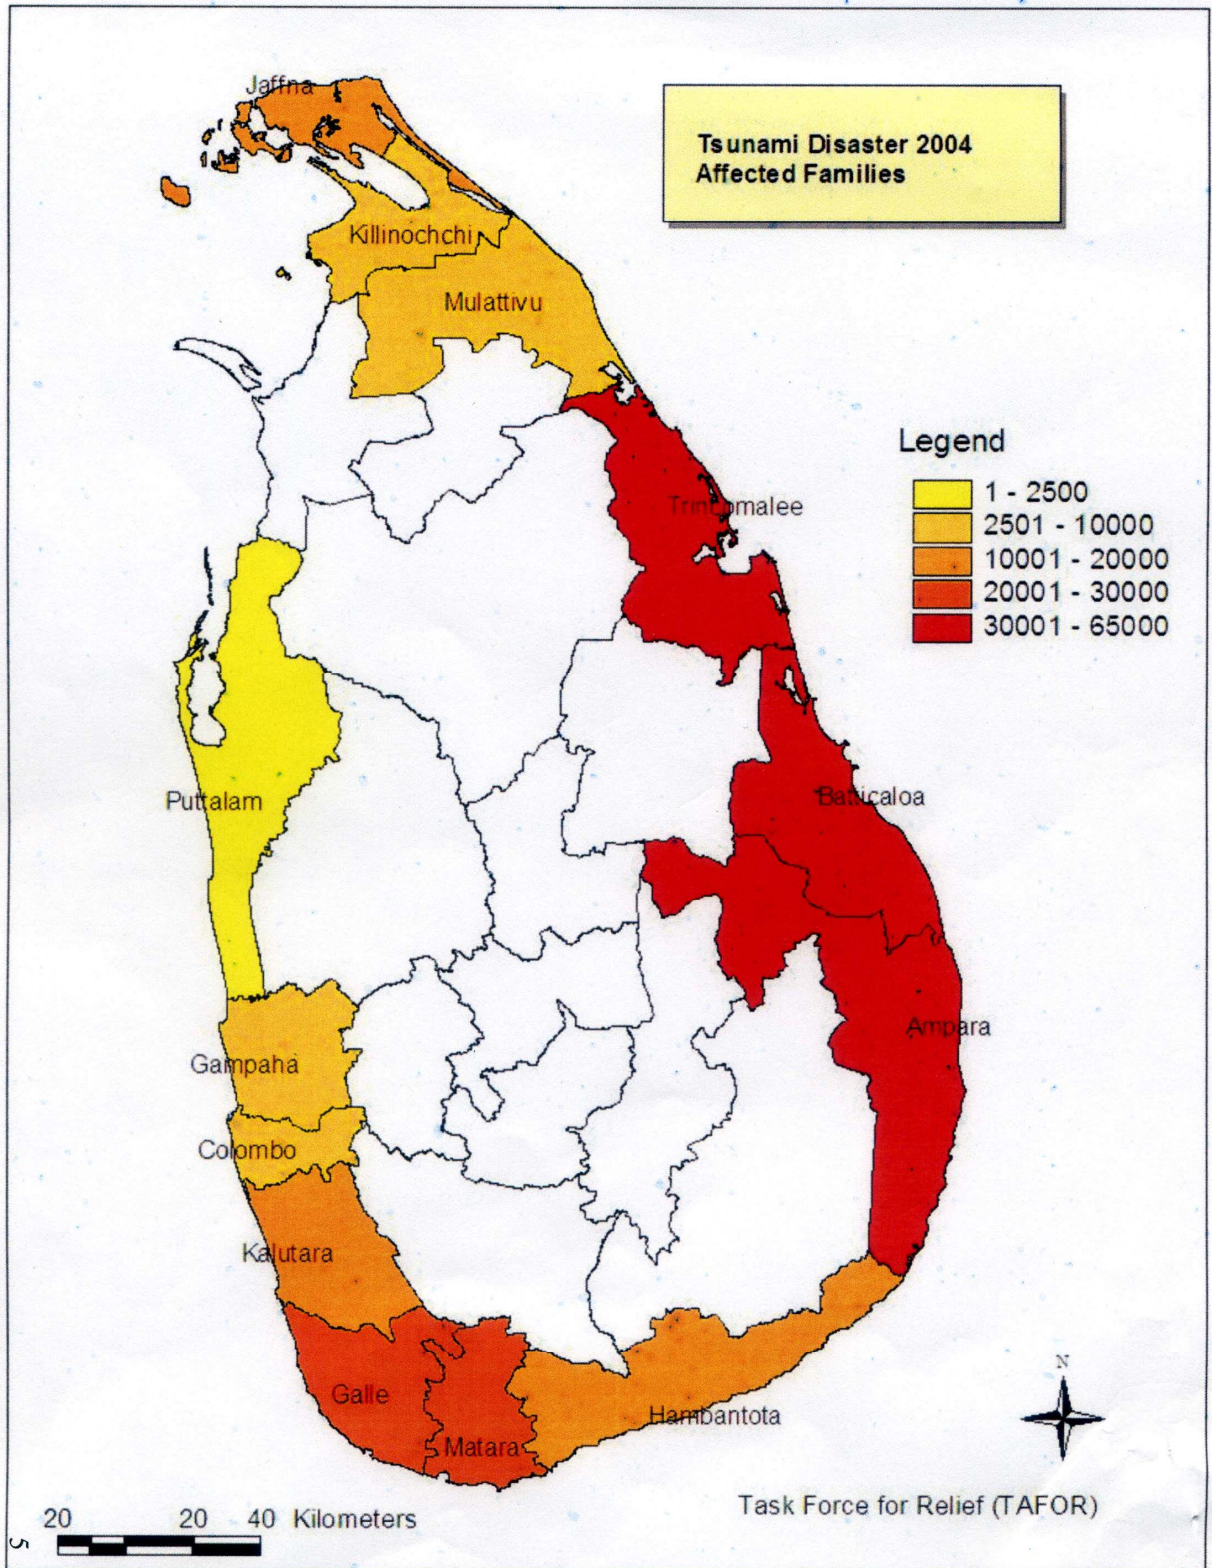 Jaffna
Tsunami Disaster 2004
Affected Families
Killinochchi
Mulattivu
Legend
1 - 2500
2501 - 10000
10001 - 20000
20001 - 30000
30001 - 65000
Trincomalee
Puttalam
Batticaloa
Ampara
Gampaha
Colombo
Kalutara
Galle
Matara
Hambantota
N
Task Force for Relief (TAFOR)
20 20 40 Kilometers
5